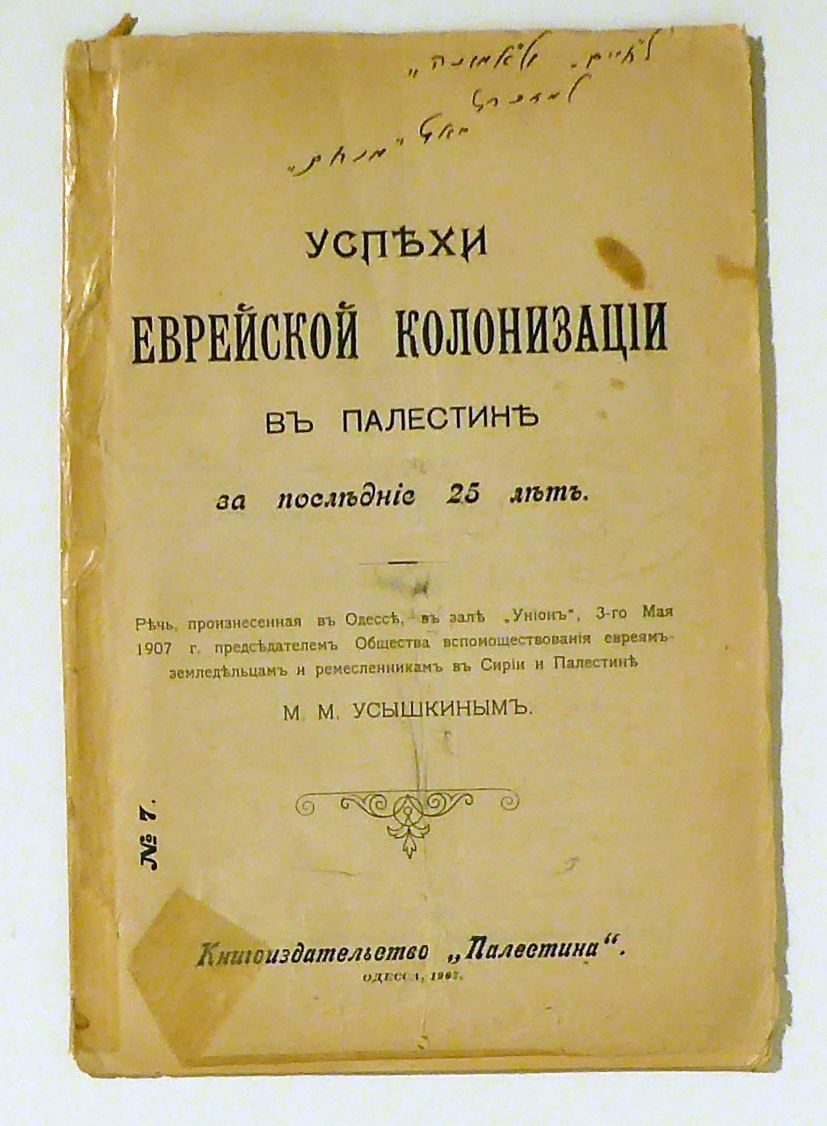 УСПѢХИ
ЕВРЕЙСКОЙ КОЛОНИЗАЦІИ
ВЪ ПАЛЕСТИНѢ
за послѣдніе 25 лѣтъ.
Рѣчь, произнесенная въ Одессѣ, въ залѣ „Уніонъ“, 3-го Мая
1907 г. предсѣдателемъ Общества вспомоществованія евреямъ-
земледѣльцамъ и ремесленникамъ въ Сиріи и Палестинѣ
М. М. УСЫШКИНЫМЪ.
№ 7.
Книгоиздательство „Палестина“.
ОДЕССА, 1907.